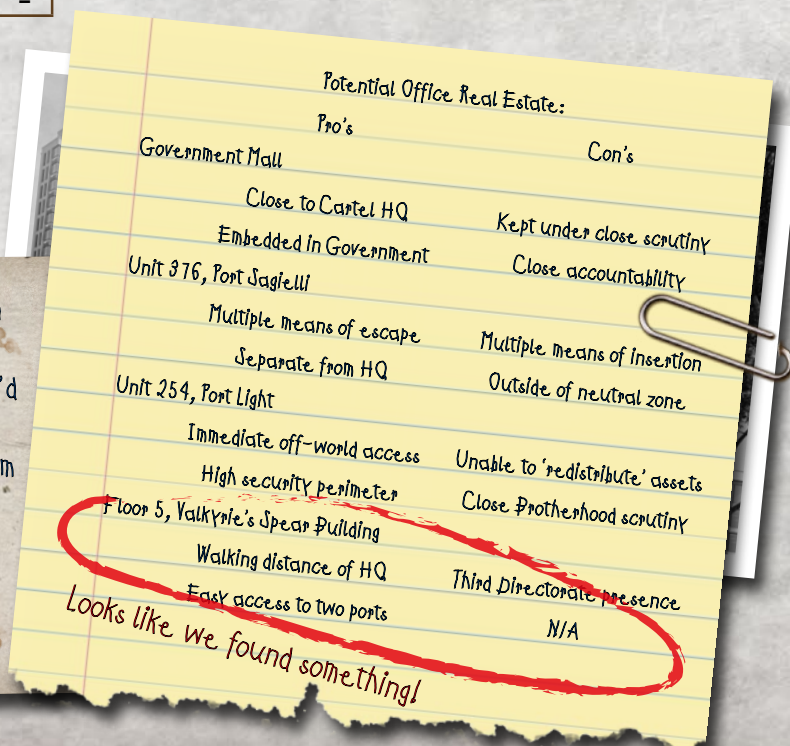 Potential Office Real Estate:
Pro's Con's
Government Mall
Close to Cartel HQ Kept under close scrutiny
Embedded in Government Close accountability
Unit 376, Port Sagielli
Multiple means of escape Multiple means of insertion
Separate from HQ Outside of neutral zone
Unit 254, Port Light
Immediate off-world access Unable to 'redistribute' assets
High security perimeter Close Brotherhood scrutiny
Floor 5, Valkyrie's Spear Building
Walking distance of HQ Third Directorate presence
Easy access to two ports N/A
Looks like we found something!
'd
m